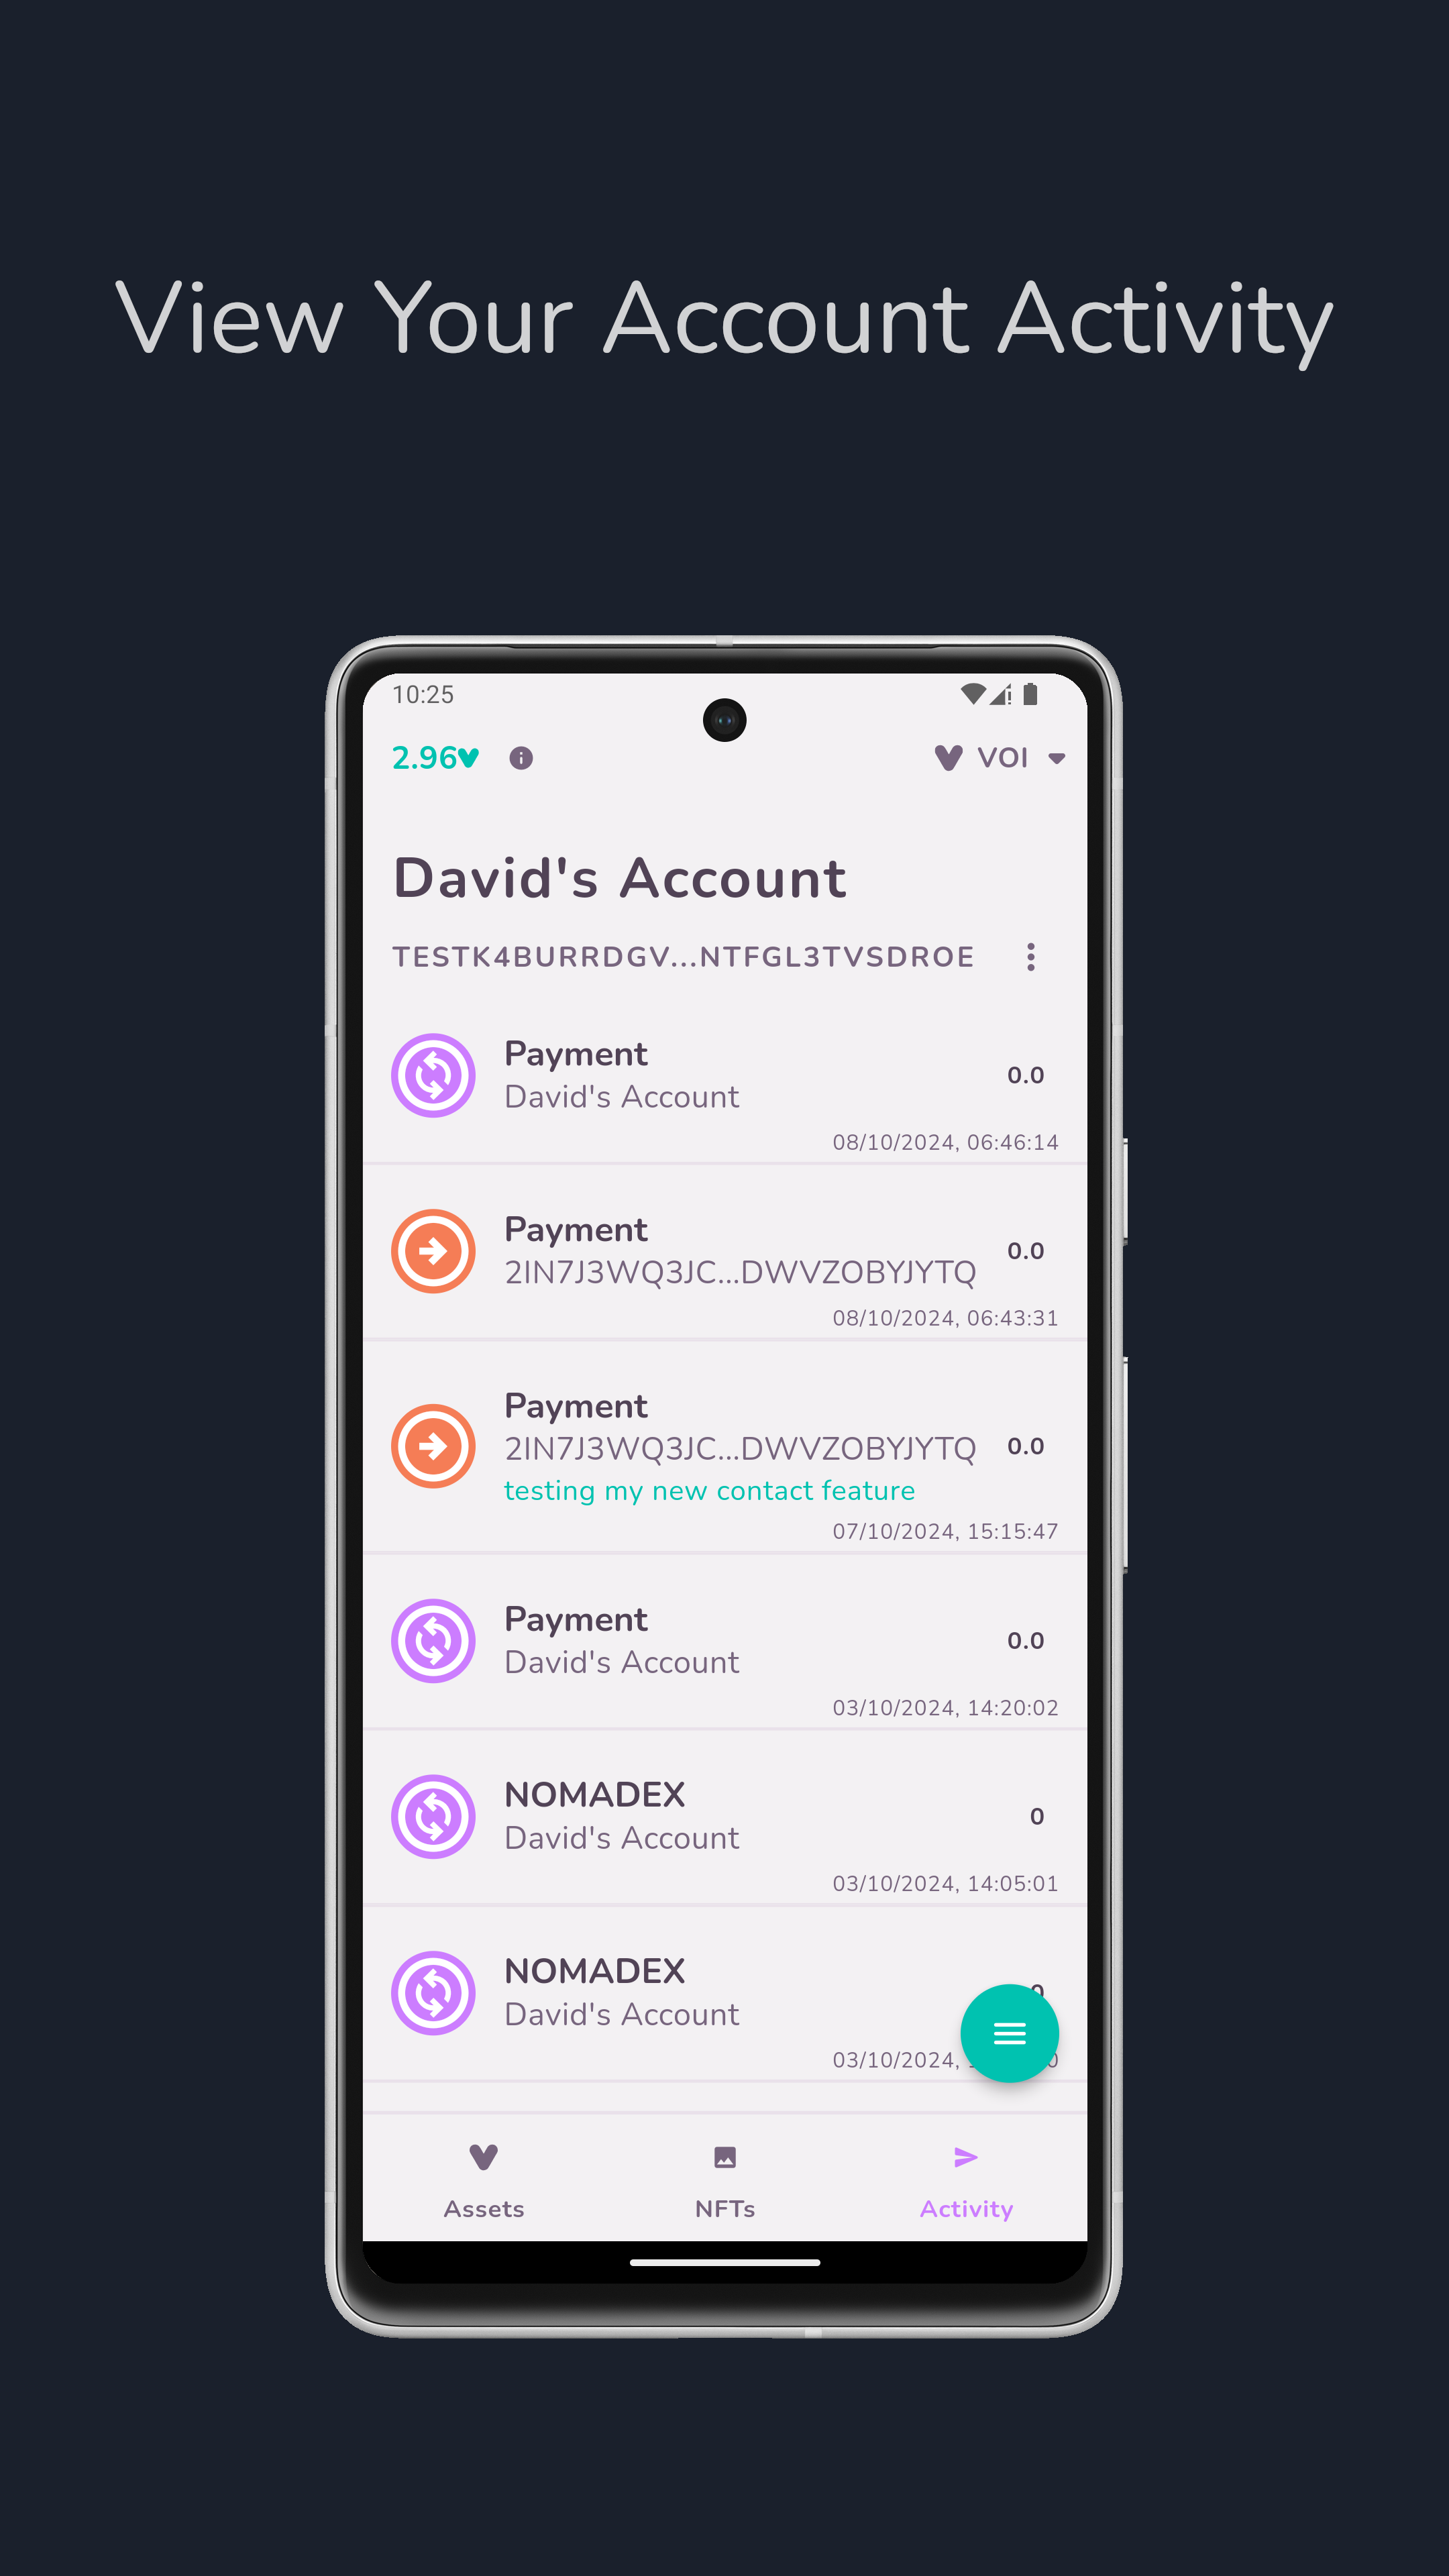 View Your Account Activity
10:25
2.96
VOI
David's Account
TESTK4BURRDGV...NTFGL3TVSDROE
Payment
David's Account
0.0
08/10/2024, 06:46:14
Payment
2IN7J3WQ3JC...DWVZOBYJYTQ
0.0
08/10/2024, 06:43:31
Payment
2IN7J3WQ3JC...DWVZOBYJYTQ
0.0
testing my new contact feature
07/10/2024, 15:15:47
Payment
David's Account
0.0
03/10/2024, 14:20:02
NOMADEX
David's Account
0
03/10/2024, 14:05:01
NOMADEX
David's Account
03/10/2024,
Assets
NFTs
Activity